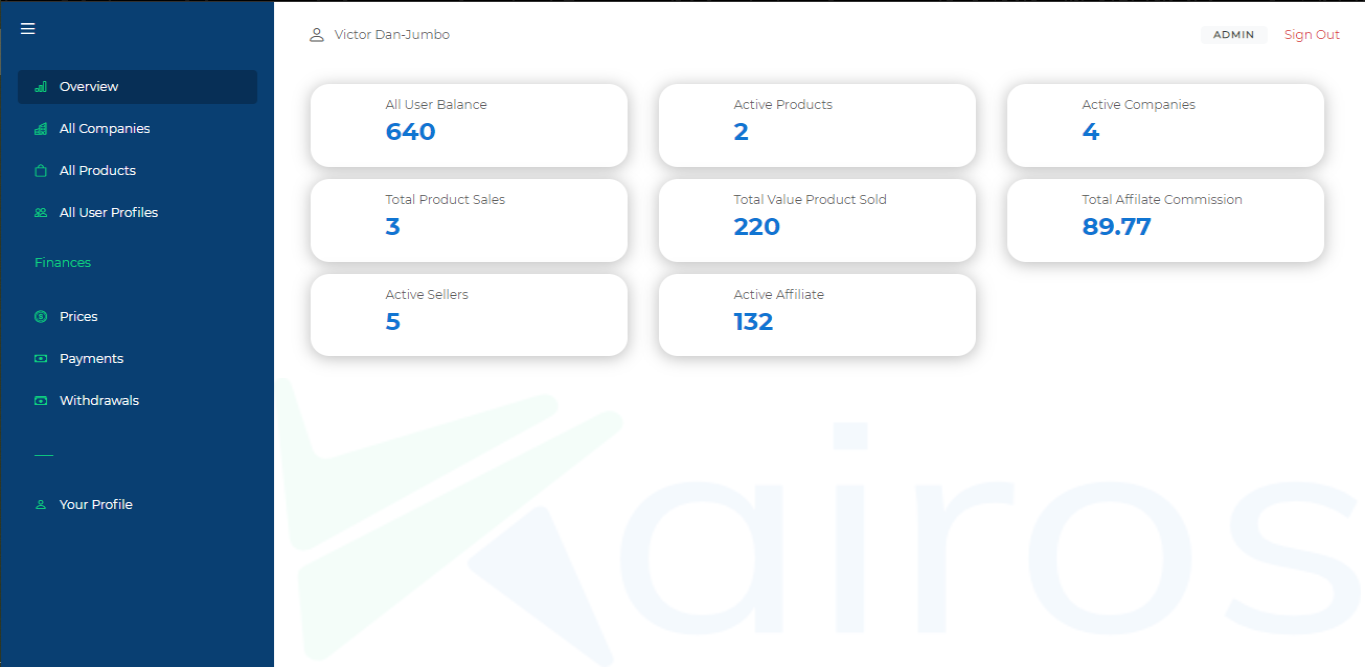 Victor Dan-Jumbo
ADMIN
Sign Out
Overview
All Companies
All Products
All User Profiles
Finances
Prices
Payments
Withdrawals
Your Profile
All User Balance
640
Active Products
2
Active Companies
4
Total Product Sales
3
Total Value Product Sold
220
Total Affilate Commission
89.77
Active Sellers
5
Active Affiliate
132
Kairos